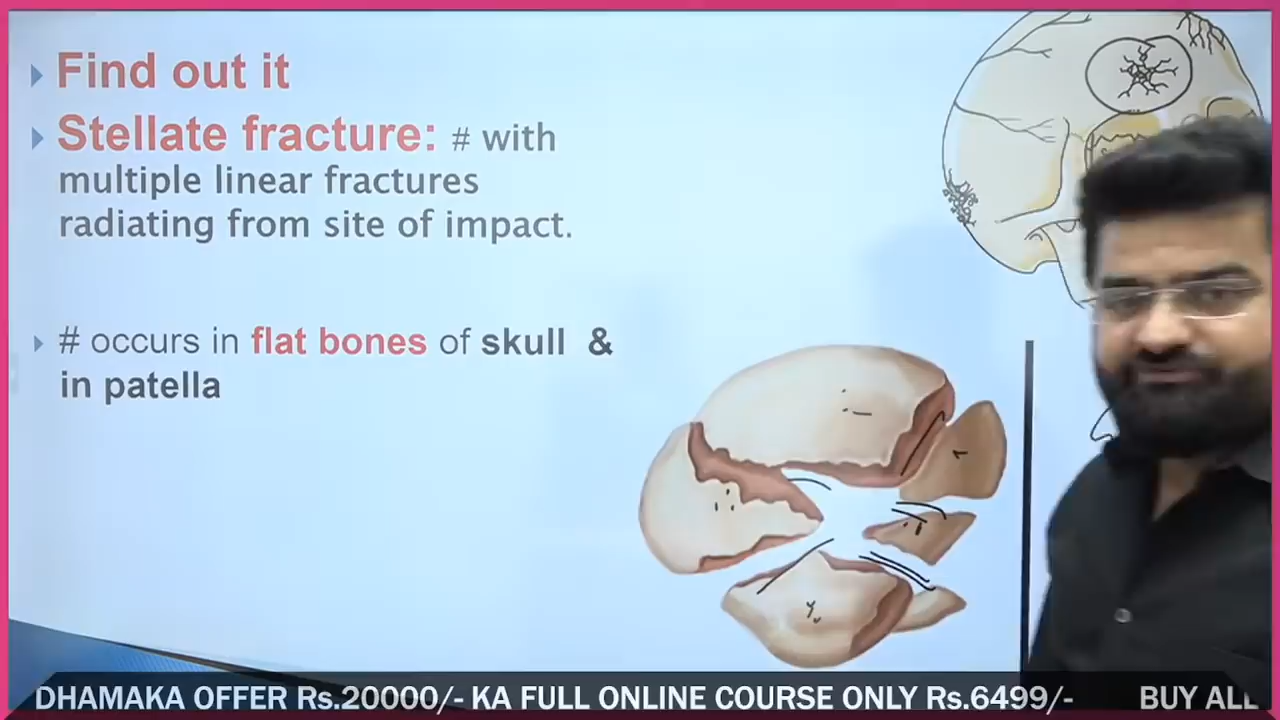 Find out it
Stellate fracture: # with
multiple linear fractures
radiating from site of impact.
# occurs in flat bones of skull &
in patella
DHAMAKA OFFER Rs.20000/- KA FULL ONLINE COURSE ONLY Rs.6499/- BUY ALL